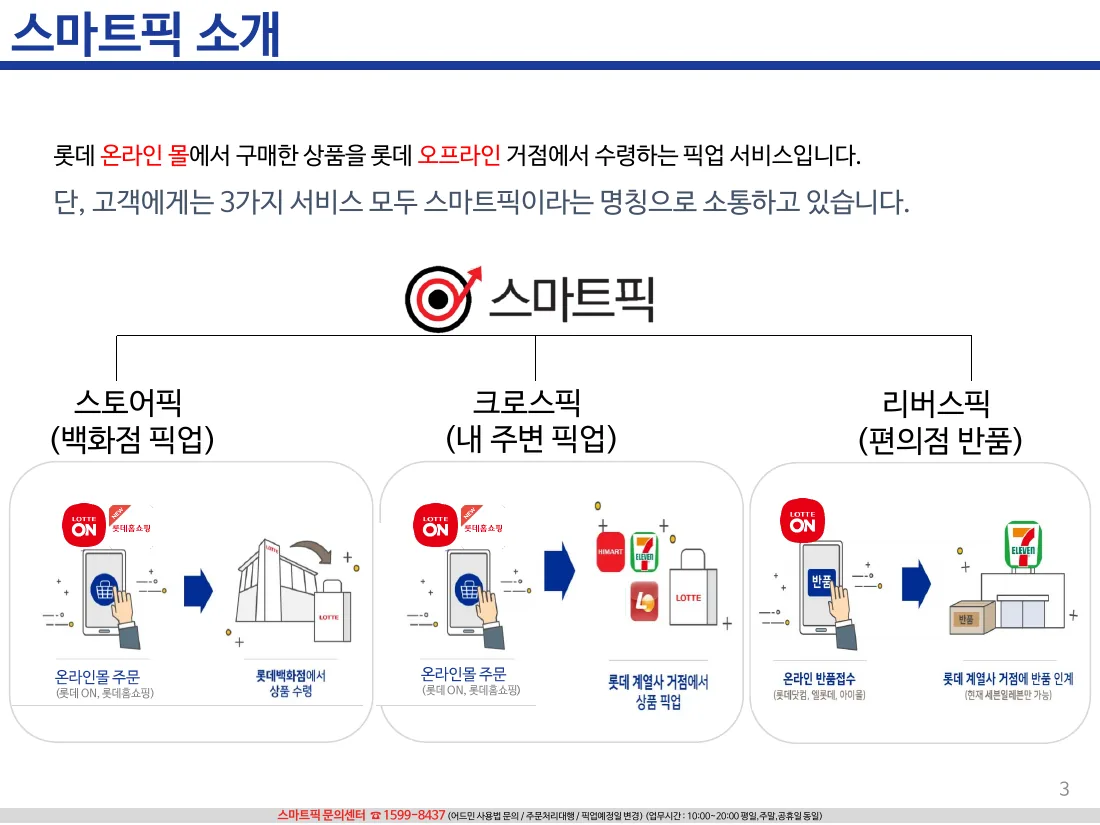 스마트픽 소개
롯데 온라인 몰에서 구매한 상품을 롯데 오프라인 거점에서 수령하는 픽업 서비스입니다.
단, 고객에게는 3가지 서비스 모두 스마트픽이라는 명칭으로 소통하고 있습니다.
스마트픽
스토어픽
(백화점 픽업)
LOTTE
ON
NEW
롯데홈쇼핑
LOTTE
LOTTE
온라인몰 주문
(롯데 ON, 롯데홈쇼핑)
롯데백화점에서
상품 수령
크로스픽
(내 주변 픽업)
LOTTE
ON
NEW
롯데홈쇼핑
HIMART
7
ELEVEN
LOTTE
온라인몰 주문
(롯데 ON, 롯데홈쇼핑)
롯데 계열사 거점에서
상품 픽업
리버스픽
(편의점 반품)
LOTTE
ON
반품
7
ELEVEN
반품
온라인 반품접수
(롯데닷컴, 엘롯데, 아이몰)
롯데 계열사 거점에 반품 인계
(현재 세븐일레븐만 가능)
3
스마트픽 문의센터 ☎ 1599-8437 (어드민 사용법 문의 / 주문처리대행 / 픽업예정일 변경) (업무시간 : 10:00~20:00 평일,주말,공휴일 동일)